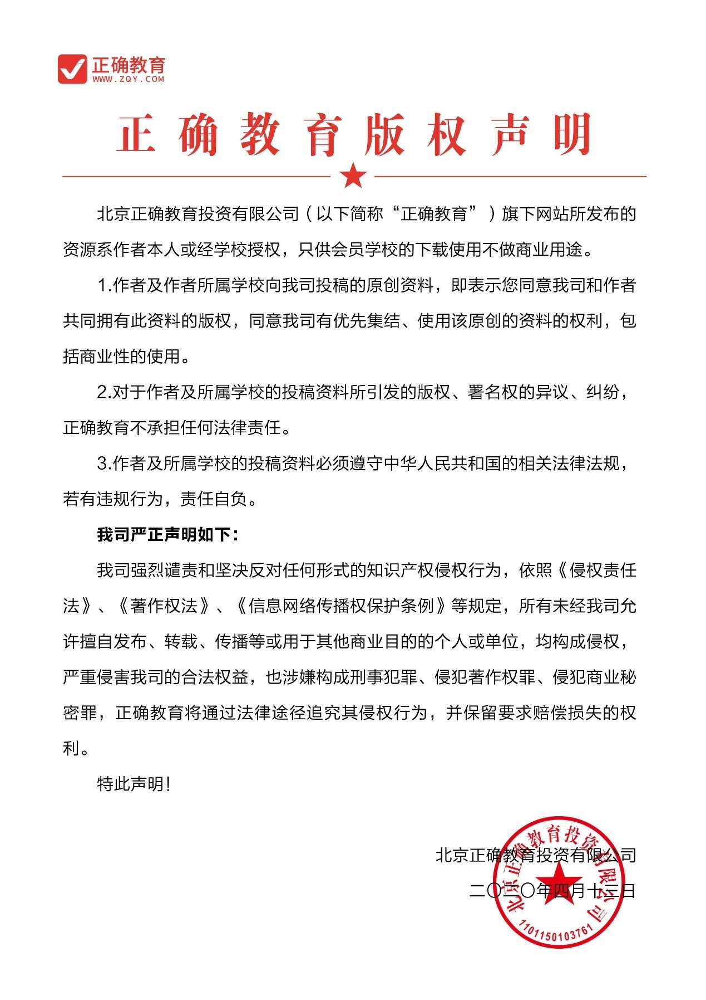 正确教育
WWW.ZQY.COM
正确教育版权声明
北京正确教育投资有限公司（以下简称“正确教育”）旗下网站所发布的
资源系作者本人或经学校授权，只供会员学校的下载使用不做商业用途。
1.作者及作者所属学校向我司投稿的原创资料，即表示您同意我司和作者
共同拥有此资料的版权，同意我司有优先集结、使用该原创的资料的权利，包
括商业性的使用。
2.对于作者及所属学校的投稿资料所引发的版权、署名权的异议、纠纷，
正确教育不承担任何法律责任。
3.作者及所属学校的投稿资料必须遵守中华人民共和国的相关法律法规，
若有违规行为，责任自负。
我司严正声明如下：
我司强烈谴责和坚决反对任何形式的知识产权侵权行为，依照《侵权责任
法》、《著作权法》、《信息网络传播权保护条例》等规定，所有未经我司允
许擅自发布、转载、传播等或用于其他商业目的的个人或单位，均构成侵权，
严重侵害我司的合法权益，也涉嫌构成刑事犯罪、侵犯著作权罪、侵犯商业秘
密罪，正确教育将通过法律途径追究其侵权行为，并保留要求赔偿损失的权
利。
特此声明！
北京正确教育投资有限公司
二〇二〇年四月十三日
北京正确教育投资有限公司
1101150103761